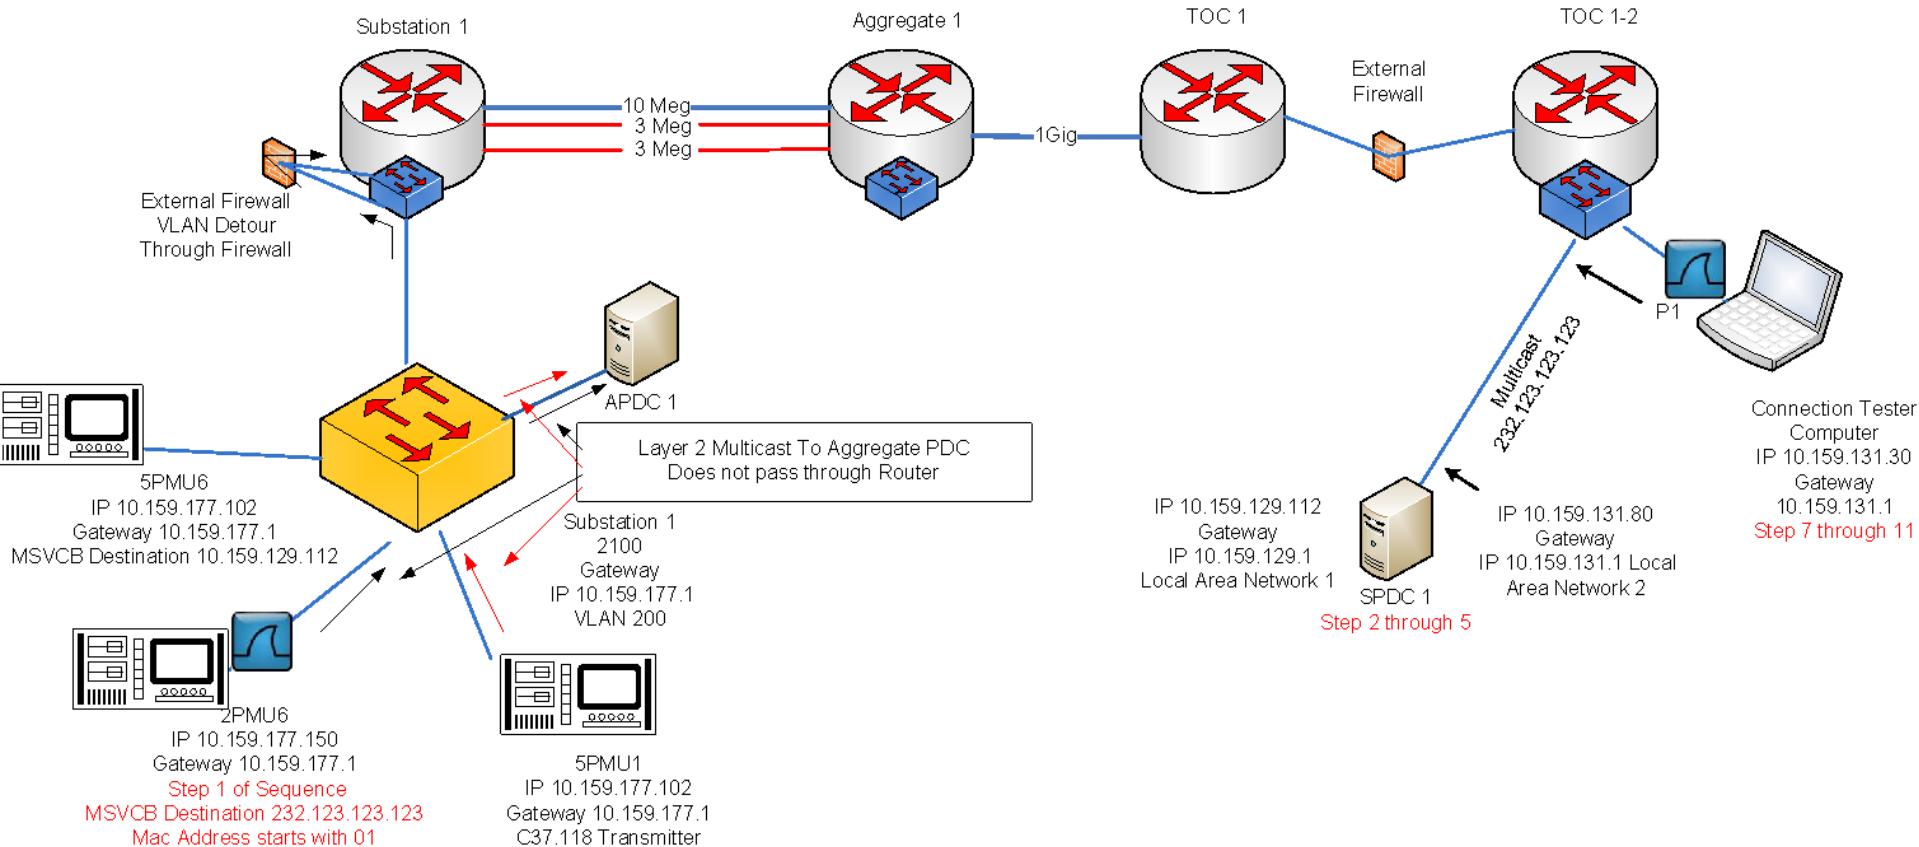 Substation 1
Aggregate 1
TOC 1
TOC 1-2
External
Firewall
10 Meg
3 Meg
3 Meg
1Gig
External Firewall
VLAN Detour
Through Firewall
P1
Multicast
232.123.123.123
APDC 1
Layer 2 Multicast To Aggregate PDC
Does not pass through Router
Connection Tester
Computer
IP 10.159.131.30
Gateway
10.159.131.1
Step 7 through 11
5PMU6
IP 10.159.177.102
Gateway 10.159.177.1
MSVCB Destination 10.159.129.112
Substation 1
2100
Gateway
IP 10.159.177.1
VLAN 200
IP 10.159.129.112
Gateway
IP 10.159.129.1
Local Area Network 1
IP 10.159.131.80
Gateway
IP 10.159.131.1 Local
Area Network 2
SPDC 1
Step 2 through 5
2PMU6
IP 10.159.177.150
Gateway 10.159.177.1
Step 1 of Sequence
MSVCB Destination 232.123.123.123
Mac Address starts with 01
5PMU1
IP 10.159.177.102
Gateway 10.159.177.1
C37.118 Transmitter